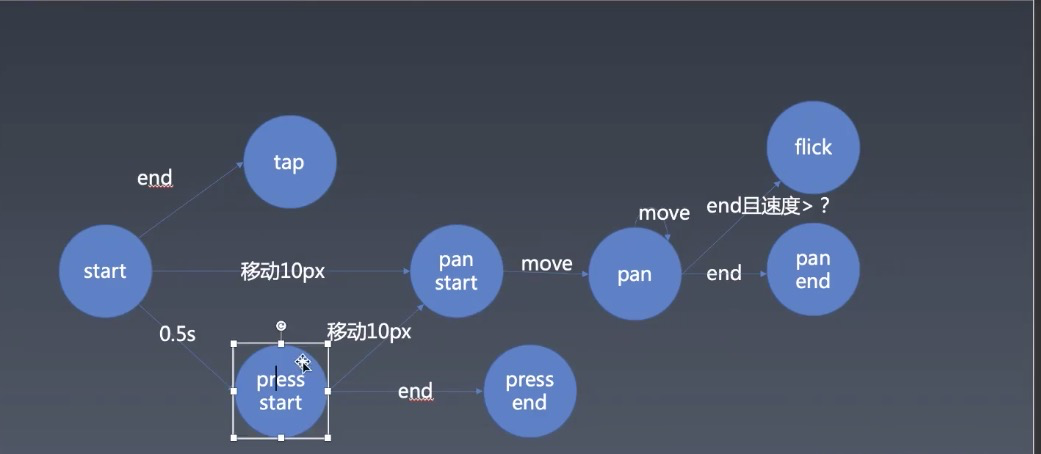 flick
tap
end
end且速度>？
move
start
移动10px
pan
start
move
pan
end
pan
end
0.5s
移动10px
press
start
end
press
end